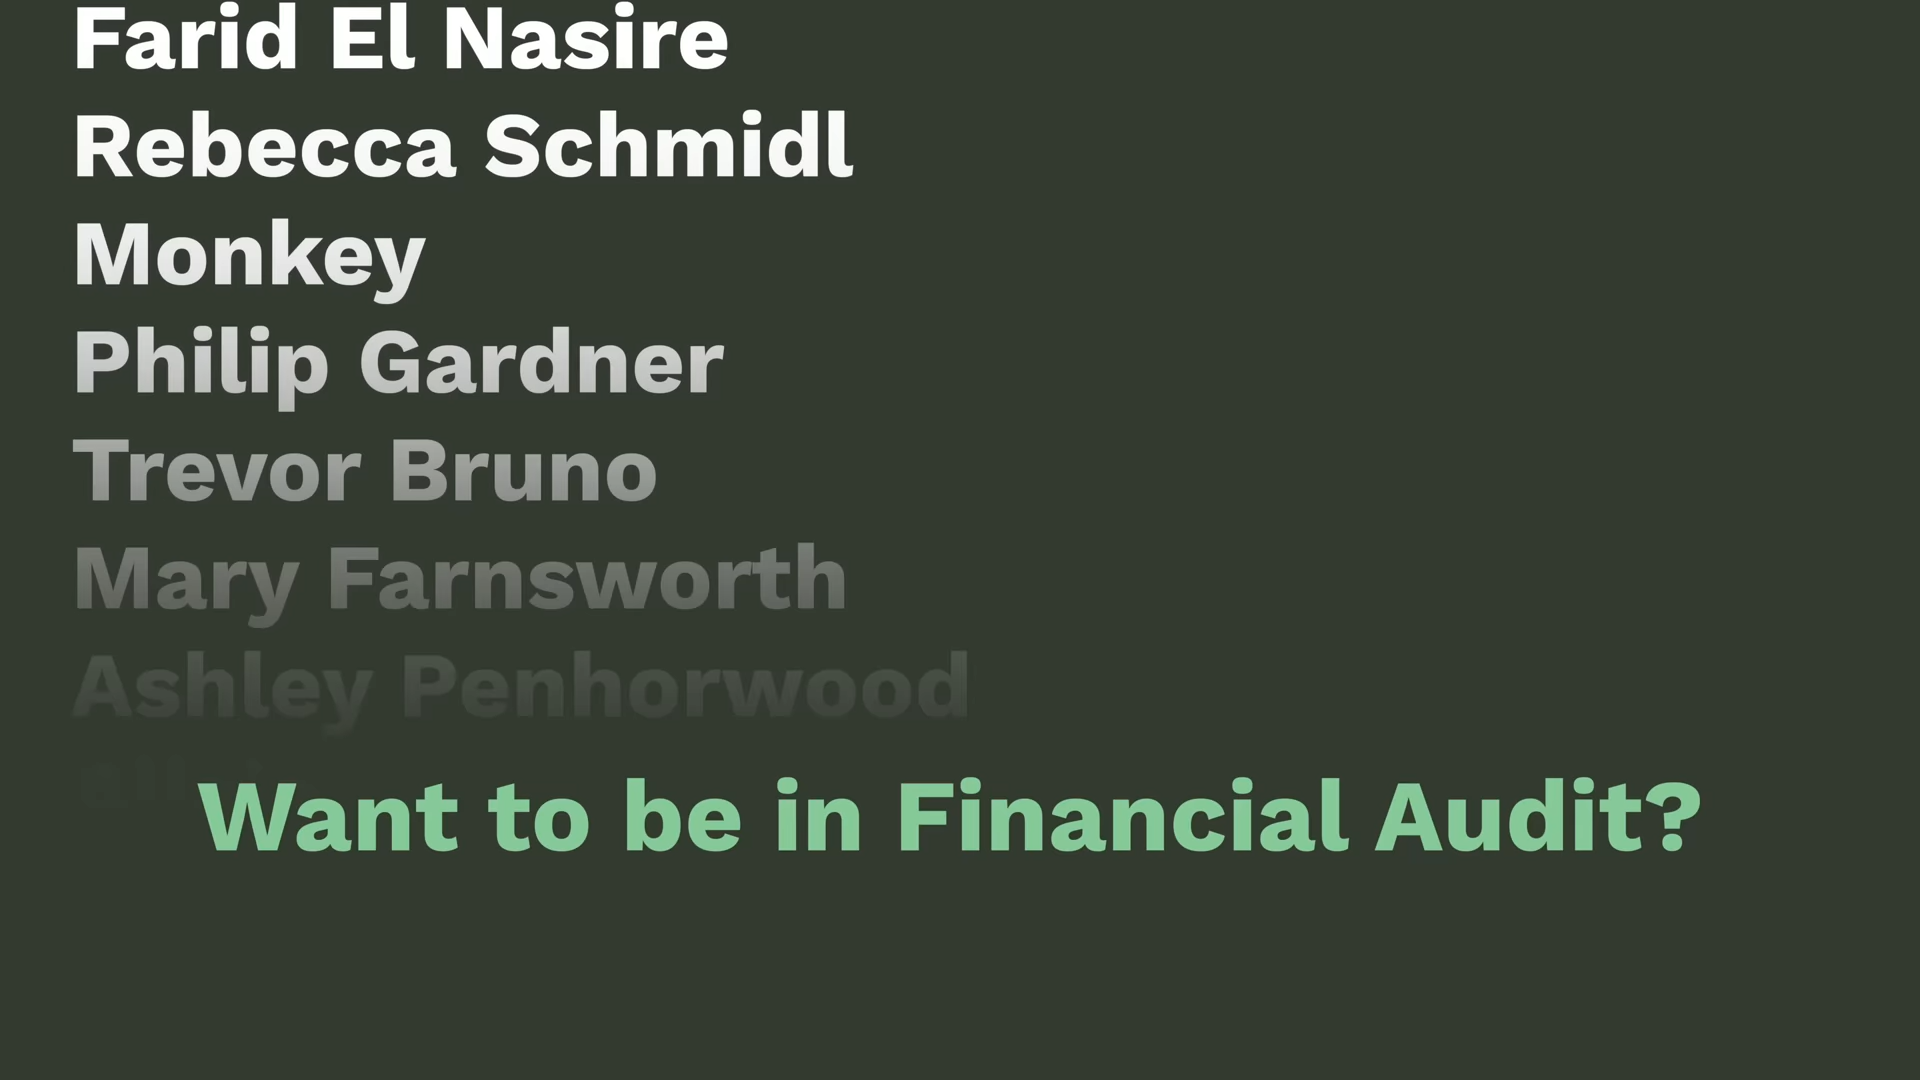 Farid El Nasire
Rebecca Schmidl
Monkey
Philip Gardner
Trevor Bruno
Mary Farnsworth
Ashley Penhorwood
Want to be in Financial Audit?